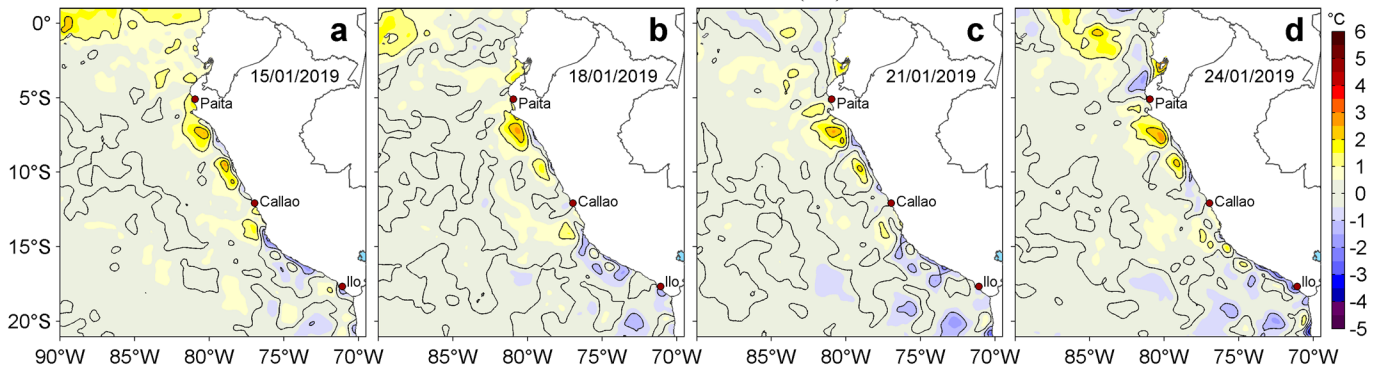 a b c d
°C
15/01/2019 18/01/2019 21/01/2019 24/01/2019
0°
5°S
10°S
15°S
20°S
Paita Paita Paita Paita
Callao Callao Callao Callao
Ilo Ilo Ilo Ilo
90°W 85°W 80°W 75°W 70°W 85°W 80°W 75°W 70°W 85°W 80°W 75°W 70°W 85°W 80°W 75°W 70°W
6
5
4
3
2
1
0
-1
-2
-3
-4
-5